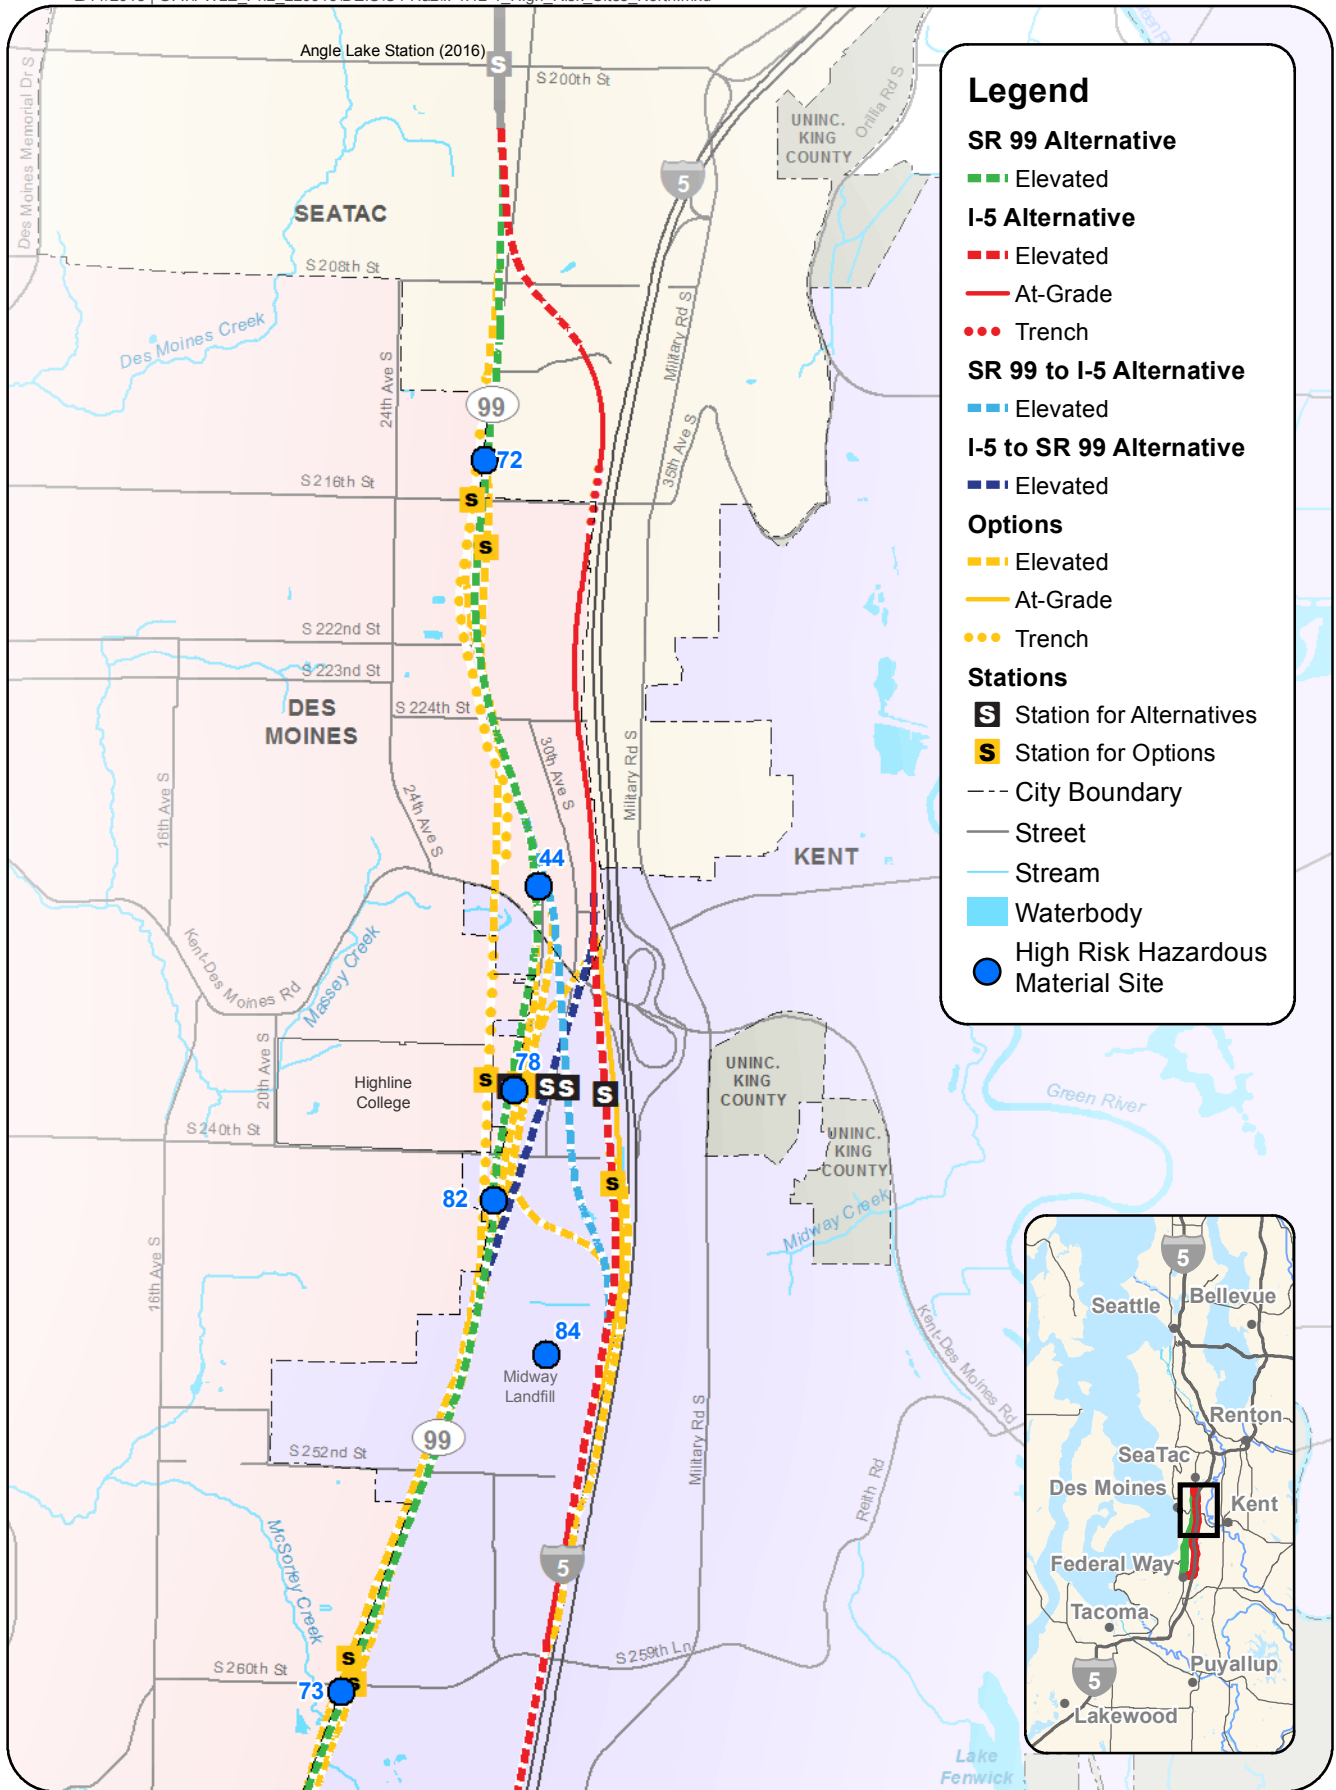 Angle Lake Station (2016)
S
S 200th St
Des Moines Memorial Dr S
UNINC.
KING
COUNTY
Orillia Rd S
5
SEATAC
S 208th St
Des Moines Creek
24th Ave S
Military Rd S
99
72
35th Ave S
S 216th St
S
S
S 222nd St
S 223rd St
DES
MOINES
S 224th St
30th Ave S
Military Rd S
16th Ave S
24th Ave S
44
KENT
Kent-Des Moines Rd
Massey Creek
20th Ave S
Highline
College
78
S
S
S
S
UNINC.
KING
COUNTY
Green River
S 240th St
UNINC.
KING
COUNTY
82
S
Midway Creek
16th Ave S
84
Midway
Landfill
Kent-Des Moines Rd
99
S 252nd St
Military Rd S
Reith Rd
McSorley Creek
5
S
S 259th Ln
S 260th St
S
73
Lake
Fenwick
Legend
SR 99 Alternative
Elevated
I-5 Alternative
Elevated
At-Grade
Trench
SR 99 to I-5 Alternative
Elevated
I-5 to SR 99 Alternative
Elevated
Options
Elevated
At-Grade
Trench
Stations
S Station for Alternatives
S Station for Options
City Boundary
Street
Stream
Waterbody
High Risk Hazardous
Material Site
5
Seattle
Bellevue
Renton
SeaTac
Des Moines
Kent
Federal Way
Tacoma
5
Puyallup
Lakewood